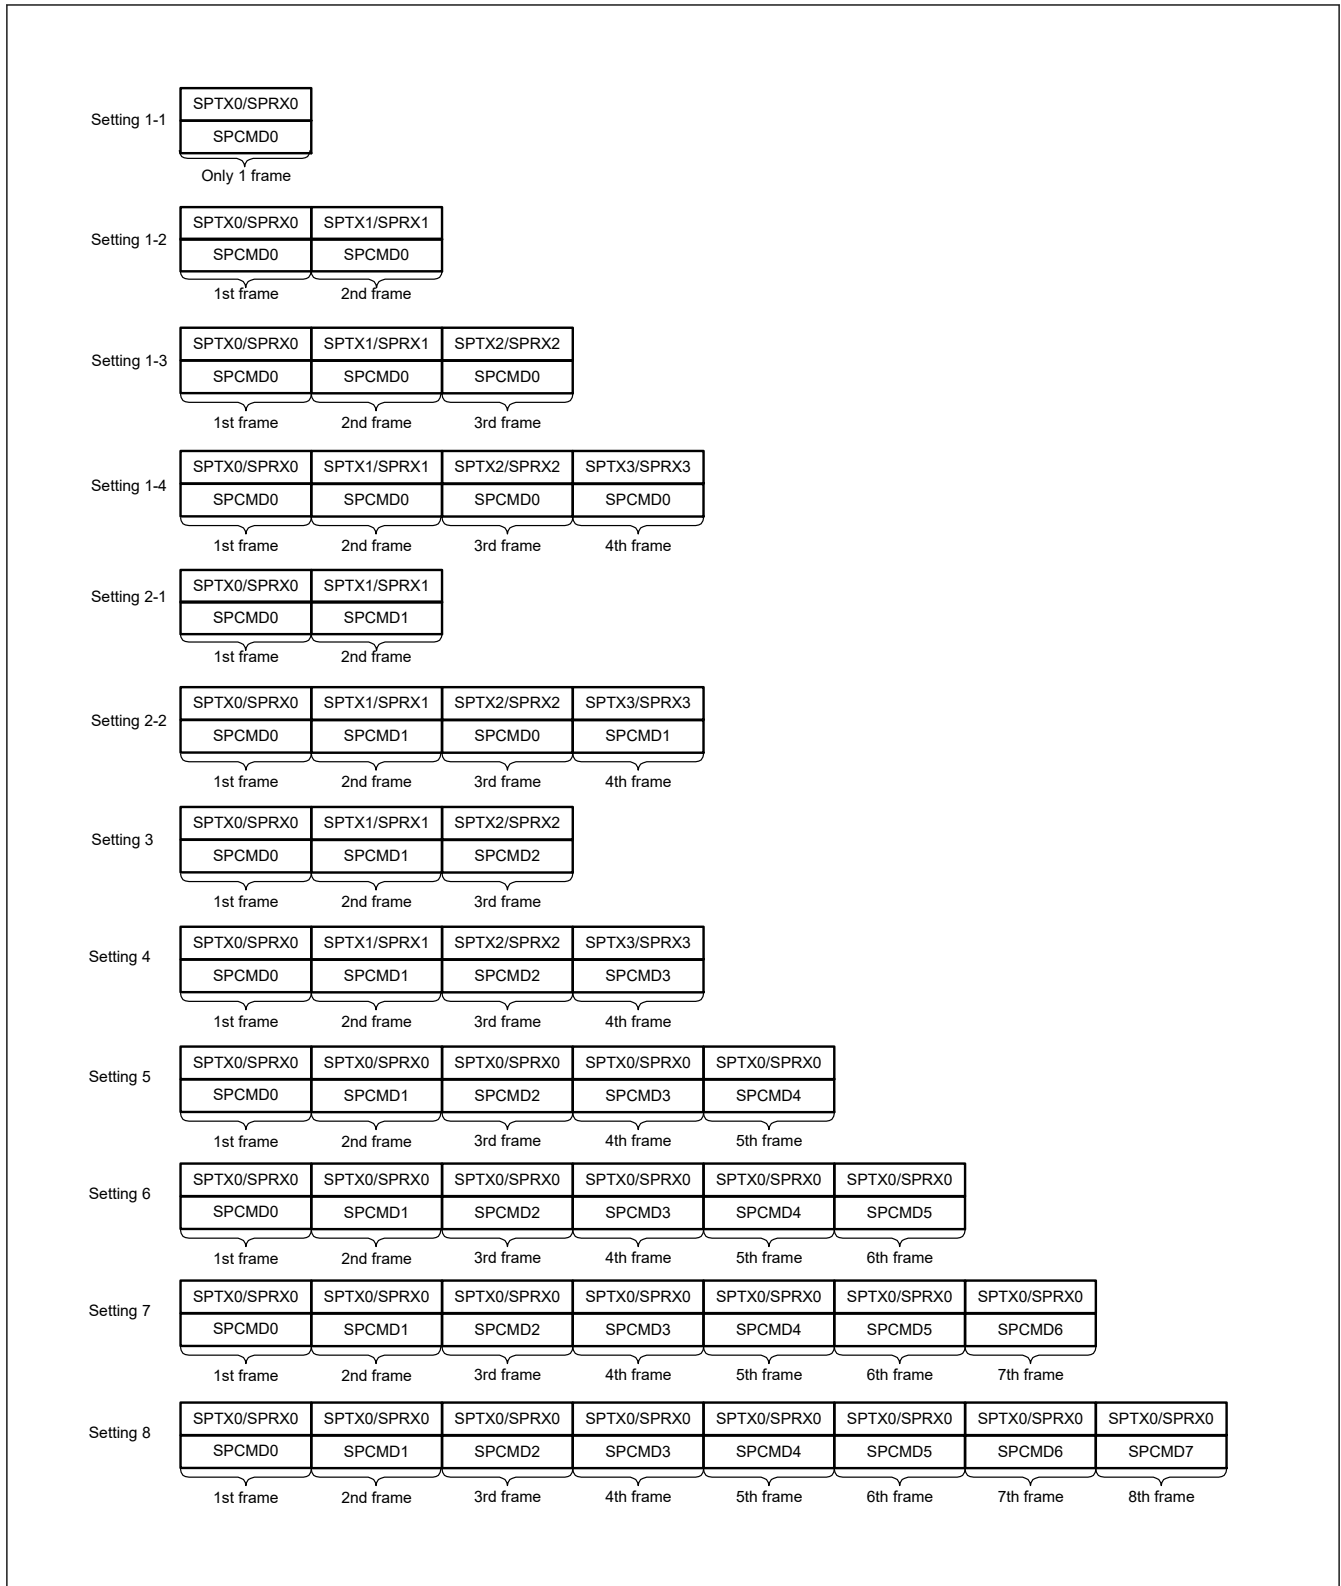 SPTX0/SPRX0
Setting 1-1
SPCMD0
Only 1 frame
SPTX0/SPRX0 SPTX1/SPRX1
Setting 1-2
SPCMD0 SPCMD0
1st frame 2nd frame
SPTX0/SPRX0 SPTX1/SPRX1 SPTX2/SPRX2
Setting 1-3
SPCMD0 SPCMD0 SPCMD0
1st frame 2nd frame 3rd frame
SPTX0/SPRX0 SPTX1/SPRX1 SPTX2/SPRX2 SPTX3/SPRX3
Setting 1-4
SPCMD0 SPCMD0 SPCMD0 SPCMD0
1st frame 2nd frame 3rd frame 4th frame
SPTX0/SPRX0 SPTX1/SPRX1
Setting 2-1
SPCMD0 SPCMD1
1st frame 2nd frame
SPTX0/SPRX0 SPTX1/SPRX1 SPTX2/SPRX2 SPTX3/SPRX3
Setting 2-2
SPCMD0 SPCMD1 SPCMD0 SPCMD1
1st frame 2nd frame 3rd frame 4th frame
SPTX0/SPRX0 SPTX1/SPRX1 SPTX2/SPRX2
Setting 3
SPCMD0 SPCMD1 SPCMD2
1st frame 2nd frame 3rd frame
SPTX0/SPRX0 SPTX1/SPRX1 SPTX2/SPRX2 SPTX3/SPRX3
Setting 4
SPCMD0 SPCMD1 SPCMD2 SPCMD3
1st frame 2nd frame 3rd frame 4th frame
SPTX0/SPRX0 SPTX0/SPRX0 SPTX0/SPRX0 SPTX0/SPRX0 SPTX0/SPRX0
Setting 5
SPCMD0 SPCMD1 SPCMD2 SPCMD3 SPCMD4
1st frame 2nd frame 3rd frame 4th frame 5th frame
SPTX0/SPRX0 SPTX0/SPRX0 SPTX0/SPRX0 SPTX0/SPRX0 SPTX0/SPRX0 SPTX0/SPRX0
Setting 6
SPCMD0 SPCMD1 SPCMD2 SPCMD3 SPCMD4 SPCMD5
1st frame 2nd frame 3rd frame 4th frame 5th frame 6th frame
SPTX0/SPRX0 SPTX0/SPRX0 SPTX0/SPRX0 SPTX0/SPRX0 SPTX0/SPRX0 SPTX0/SPRX0 SPTX0/SPRX0
Setting 7
SPCMD0 SPCMD1 SPCMD2 SPCMD3 SPCMD4 SPCMD5 SPCMD6
1st frame 2nd frame 3rd frame 4th frame 5th frame 6th frame 7th frame
SPTX0/SPRX0 SPTX0/SPRX0 SPTX0/SPRX0 SPTX0/SPRX0 SPTX0/SPRX0 SPTX0/SPRX0 SPTX0/SPRX0 SPTX0/SPRX0
Setting 8
SPCMD0 SPCMD1 SPCMD2 SPCMD3 SPCMD4 SPCMD5 SPCMD6 SPCMD7
1st frame 2nd frame 3rd frame 4th frame 5th frame 6th frame 7th frame 8th frame